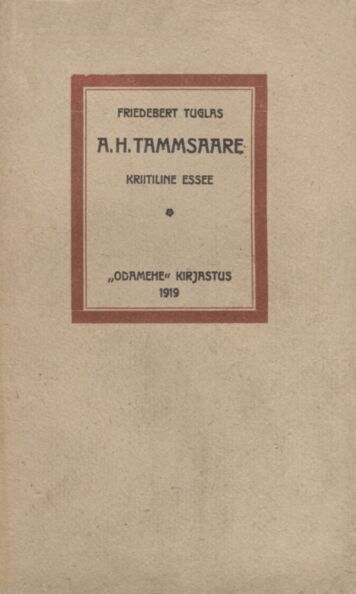 FRIEDEBERT TUGLAS
A. H. TAMMSAARE
KRIITILINE ESSEE
„ODAMEHE“ KIRJASTUS
1919